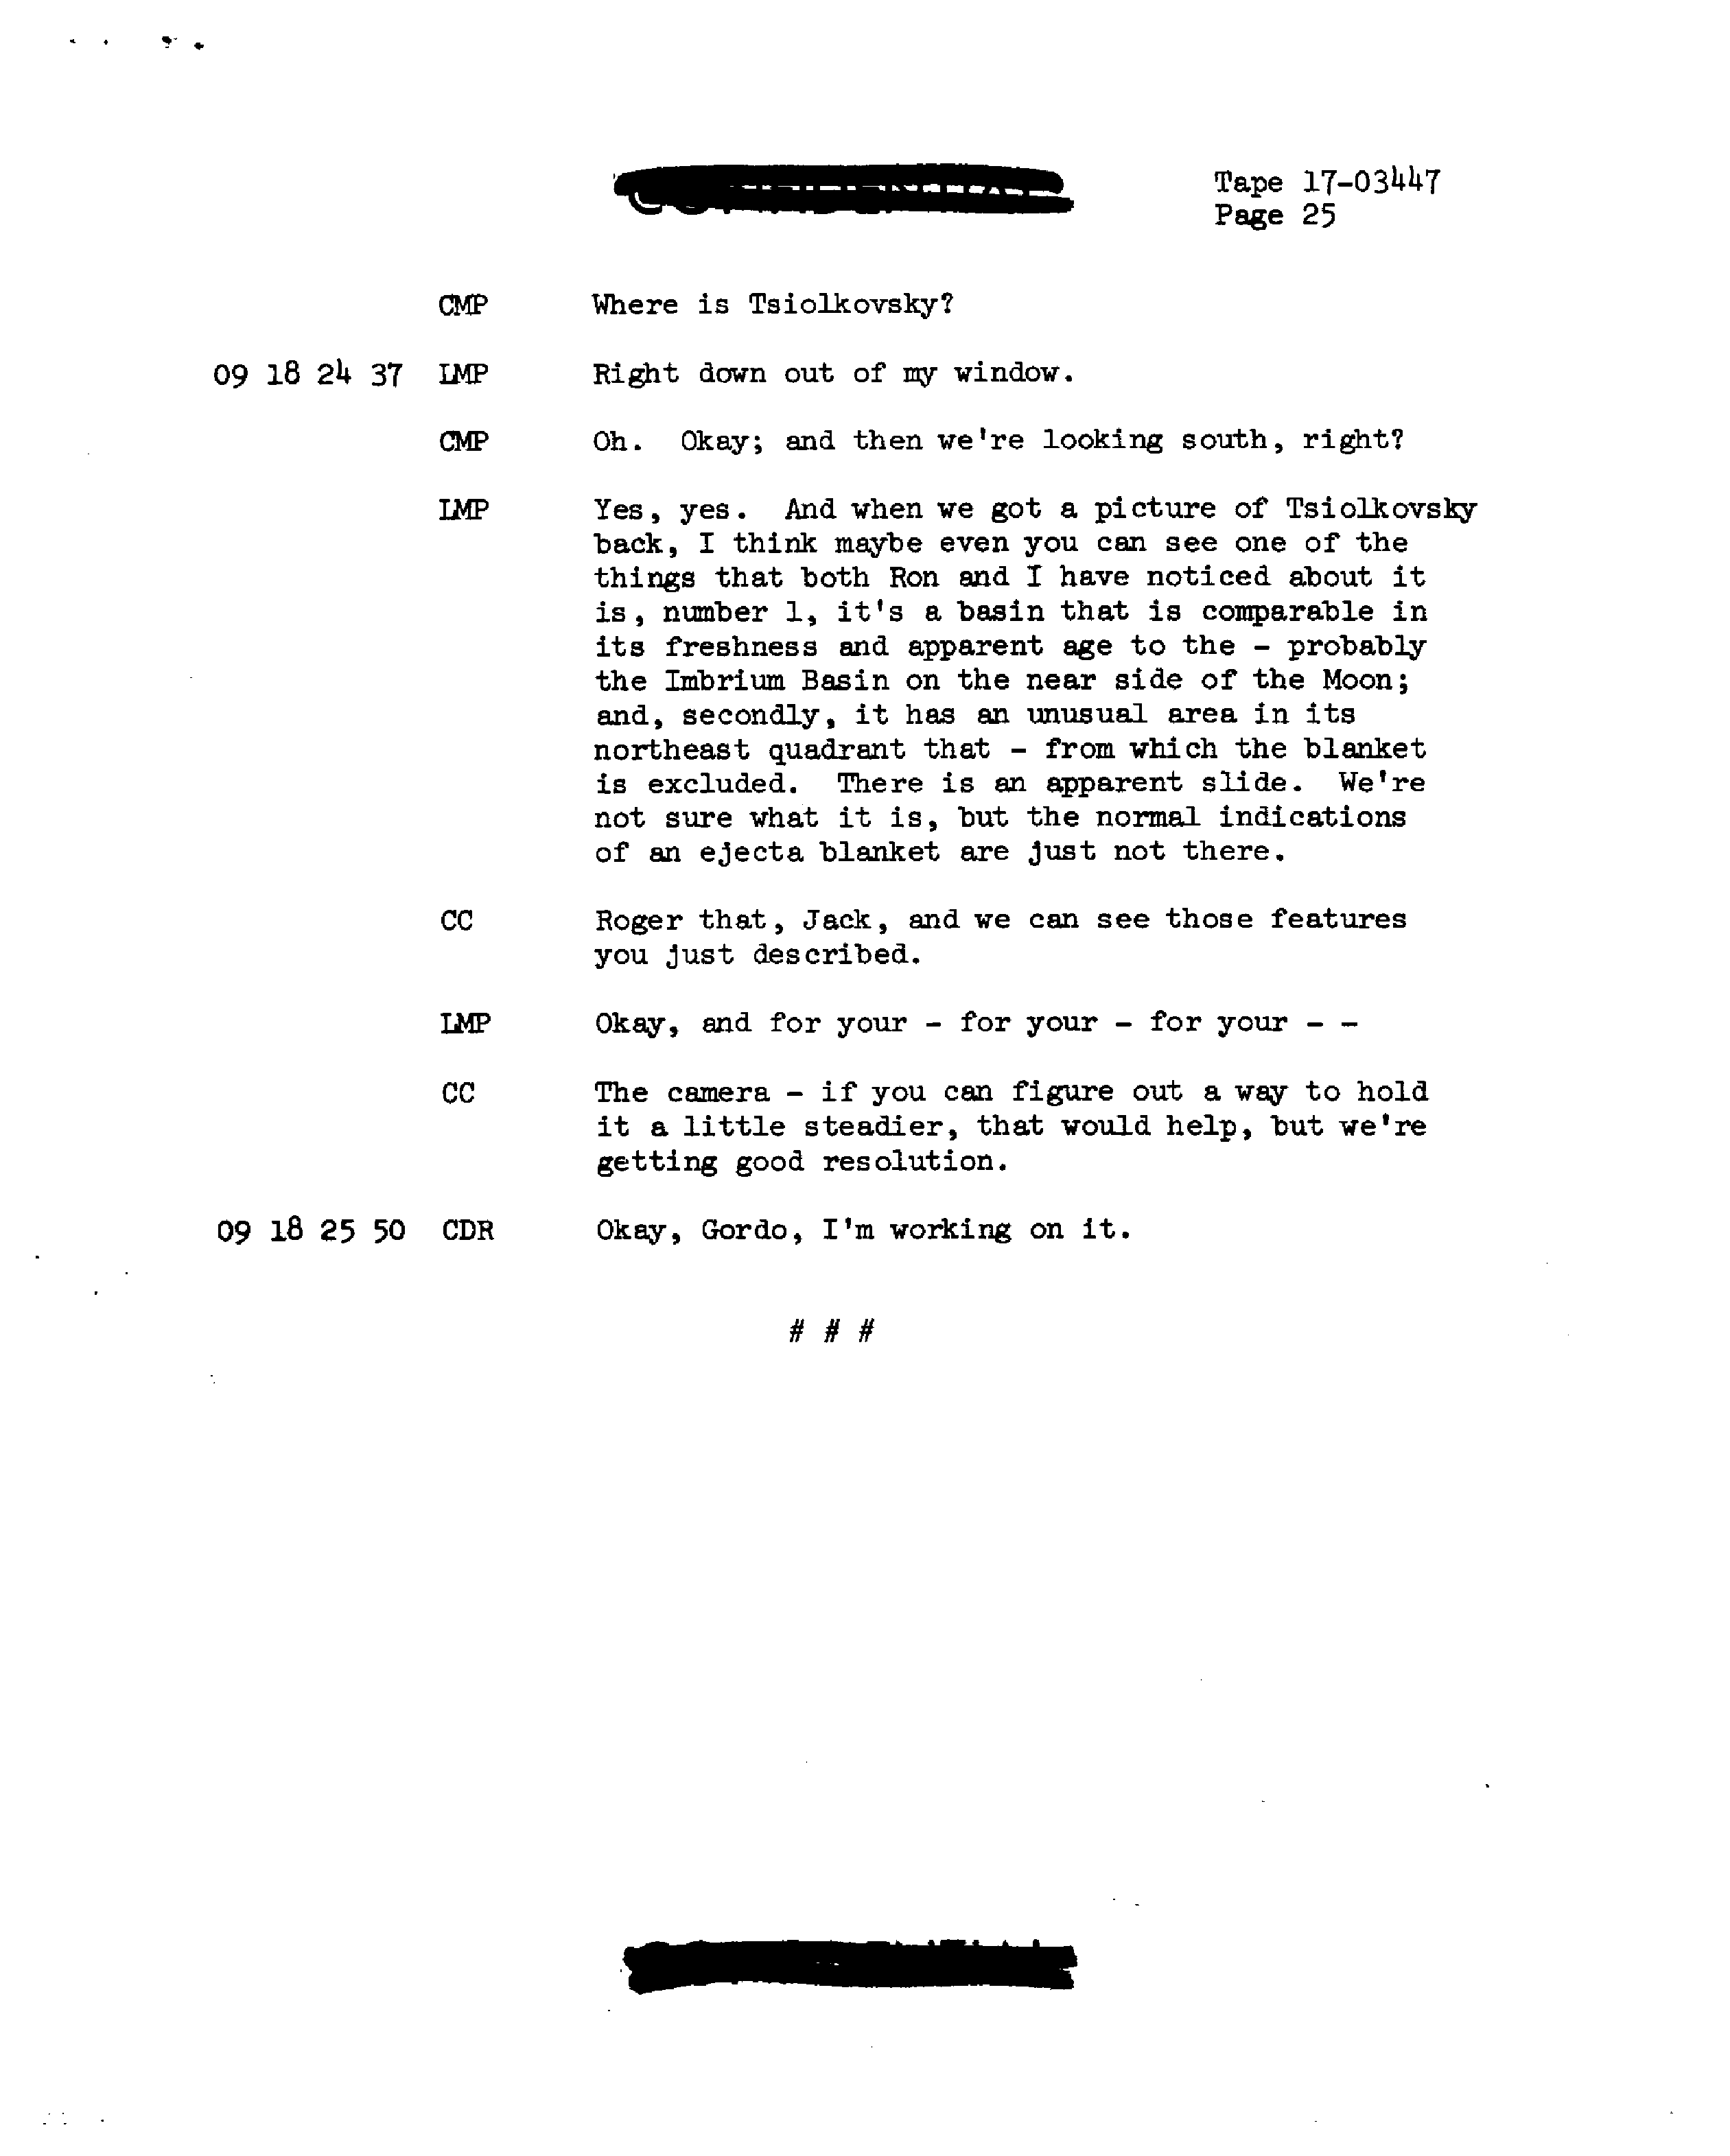 Tape 17-03447
Page 25
CMP Where is Tsiolkovsky?
09 18 24 37 LMP Right down out of my window.
CMP Oh. Okay; and then we're looking south, right?
LMP Yes, yes. And when we got a picture of Tsiolkovsky
back, I think maybe even you can see one of the
things that both Ron and I have noticed about it
is, number 1, it's a basin that is comparable in
its freshness and apparent age to the - probably
the Imbrium Basin on the near side of the Moon;
and, secondly, it has an unusual area in its
northeast quadrant that - from which the blanket
is excluded. There is an apparent slide. We're
not sure what it is, but the normal indications
of an ejecta blanket are just not there.
CC Roger that, Jack, and we can see those features
you just described.
LMP Okay, and for your - for your - for your - -
CC The camera - if you can figure out a way to hold
it a little steadier, that would help, but we're
getting good resolution.
09 18 25 50 CDR Okay, Gordo, I'm working on it.
# # #